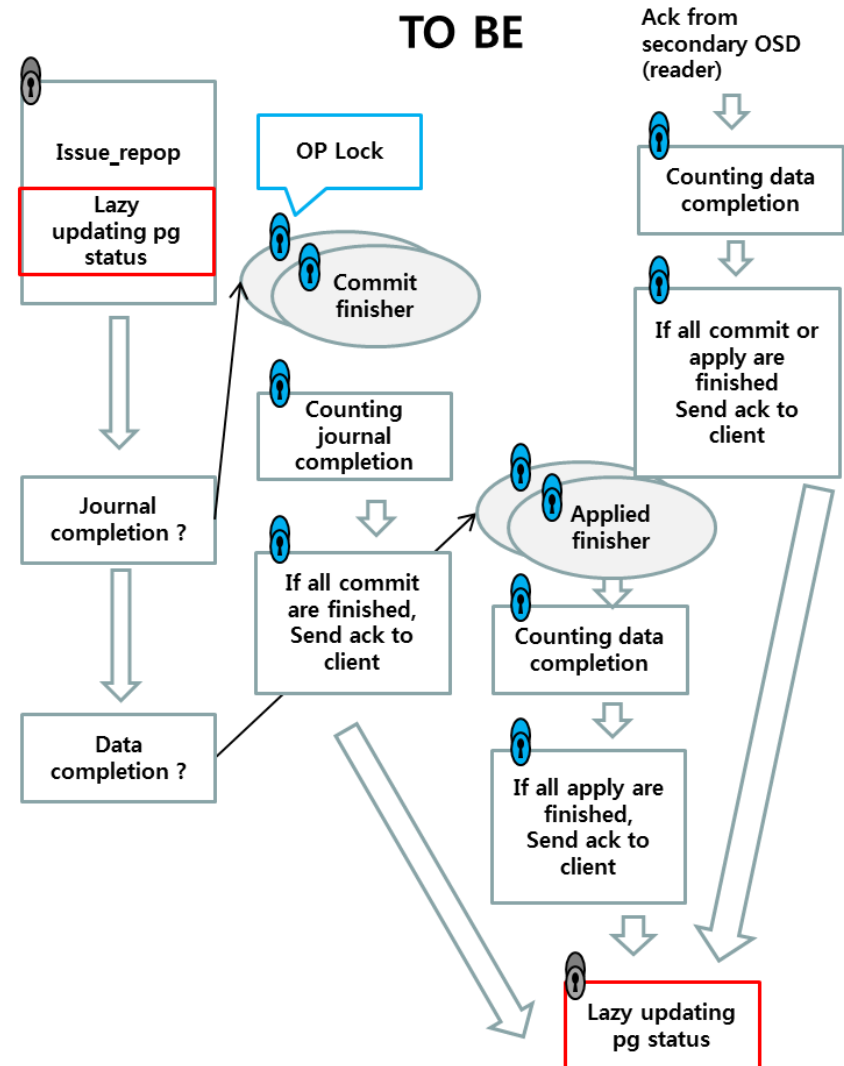 TO BE
Ack from
secondary OSD
(reader)
Issue_repop
Lazy
updating pg
status
OP Lock
Commit
finisher
Counting data
completion
If all commit or
apply are
finished
Send ack to
client
Counting
journal
completion
Journal
completion ?
Applied
finisher
If all commit
are finished,
Send ack to
client
Counting data
completion
Data
completion ?
If all apply are
finished,
Send ack to
client
Lazy updating
pg status